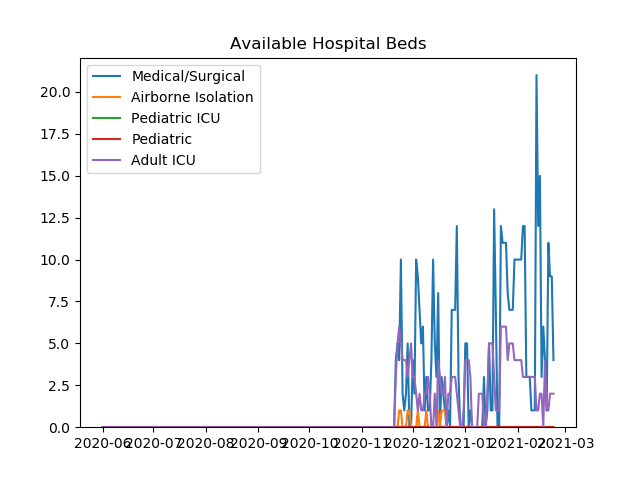 Available Hospital Beds
Medical/Surgical
Airborne Isolation
Pediatric ICU
Pediatric
Adult ICU
20.0
17.5
15.0
12.5
10.0
7.5
5.0
2.5
0.0
2020-06 2020-07 2020-08 2020-09 2020-10 2020-11 2020-12 2021-01 2021-02 2021-03